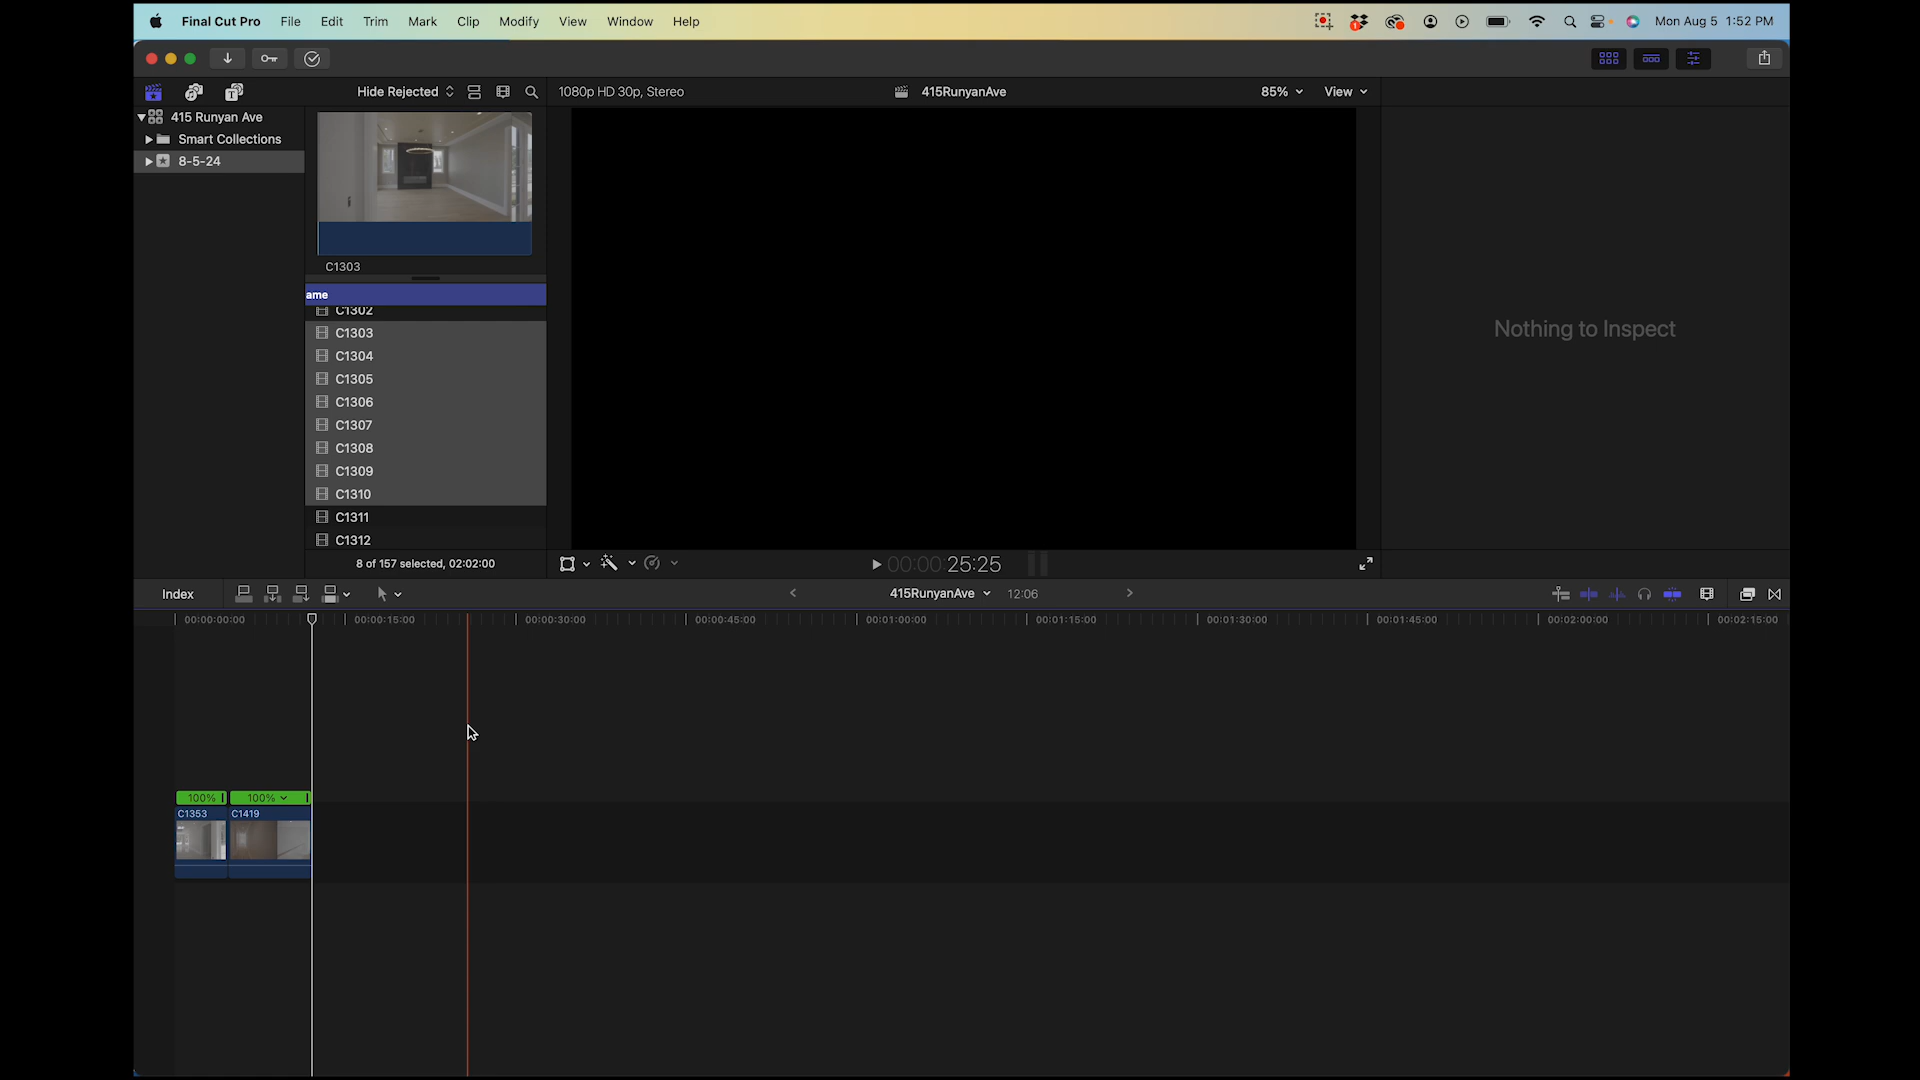 Final Cut Pro File Edit Trim Mark Clip Modify View Window Help
1
Mon Aug 5 1:52 PM
Hide Rejected
1080p HD 30p, Stereo
415RunyanAve
85%
View
415 Runyan Ave
Smart Collections
8-5-24
C1303
ame
C1302
C1303
C1304
C1305
C1306
C1307
C1308
C1309
C1310
C1311
C1312
8 of 157 selected, 02:02:00
Nothing to Inspect
00:00:25:25
Index
415RunyanAve
12:06
00:00:00:00
00:00:15:00
00:00:30:00
00:00:45:00
00:01:00:00
00:01:15:00
00:01:30:00
00:01:45:00
00:02:00:00
00:02:15:00
100%
100%
C1353
C1419